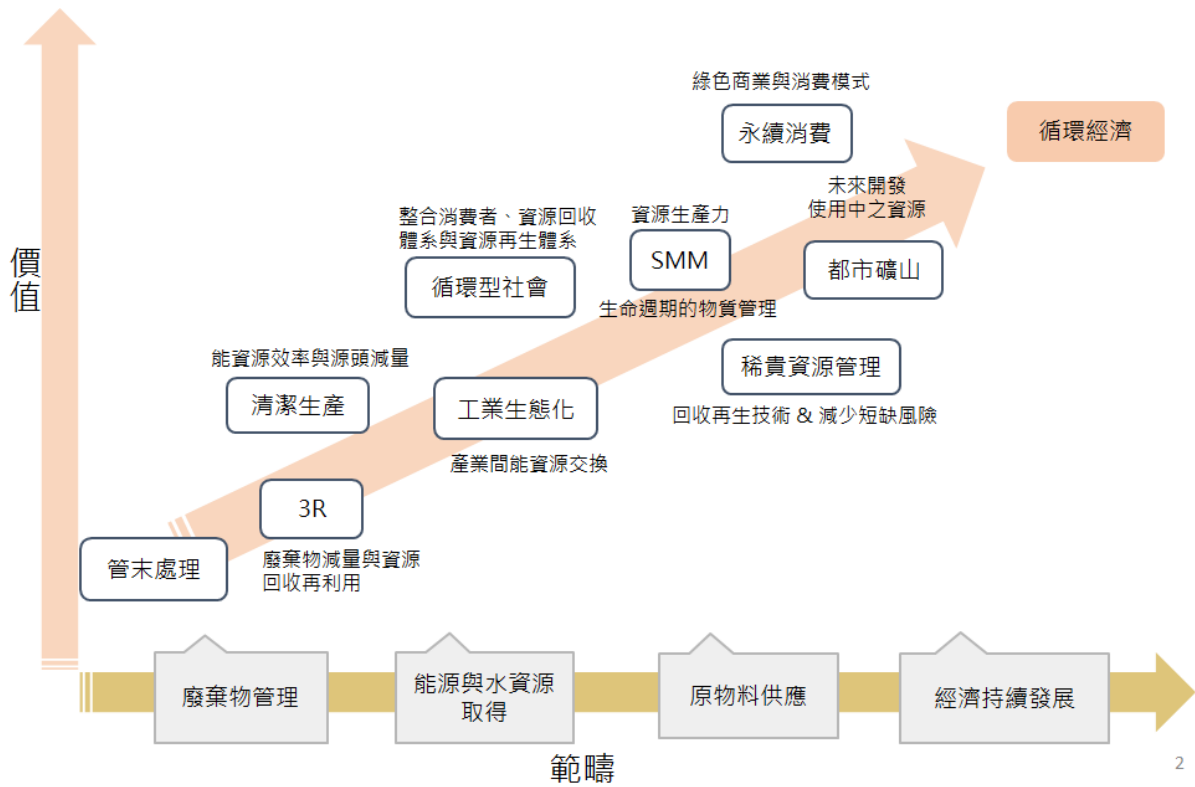 綠色商業與消費模式
永續消費
循環經濟
未來開發
使用中之資源
整合消費者、資源回收
體系與資源再生體系
資源生產力
循環型社會
SMM
都市礦山
價
值
生命週期的物質管理
能資源效率與源頭減量
稀貴資源管理
清潔生產
工業生態化
回收再生技術 & 減少短缺風險
產業間能資源交換
3R
管末處理
廢棄物減量與資源
回收再利用
廢棄物管理
能源與水資源
取得
原物料供應
經濟持續發展
範疇
2